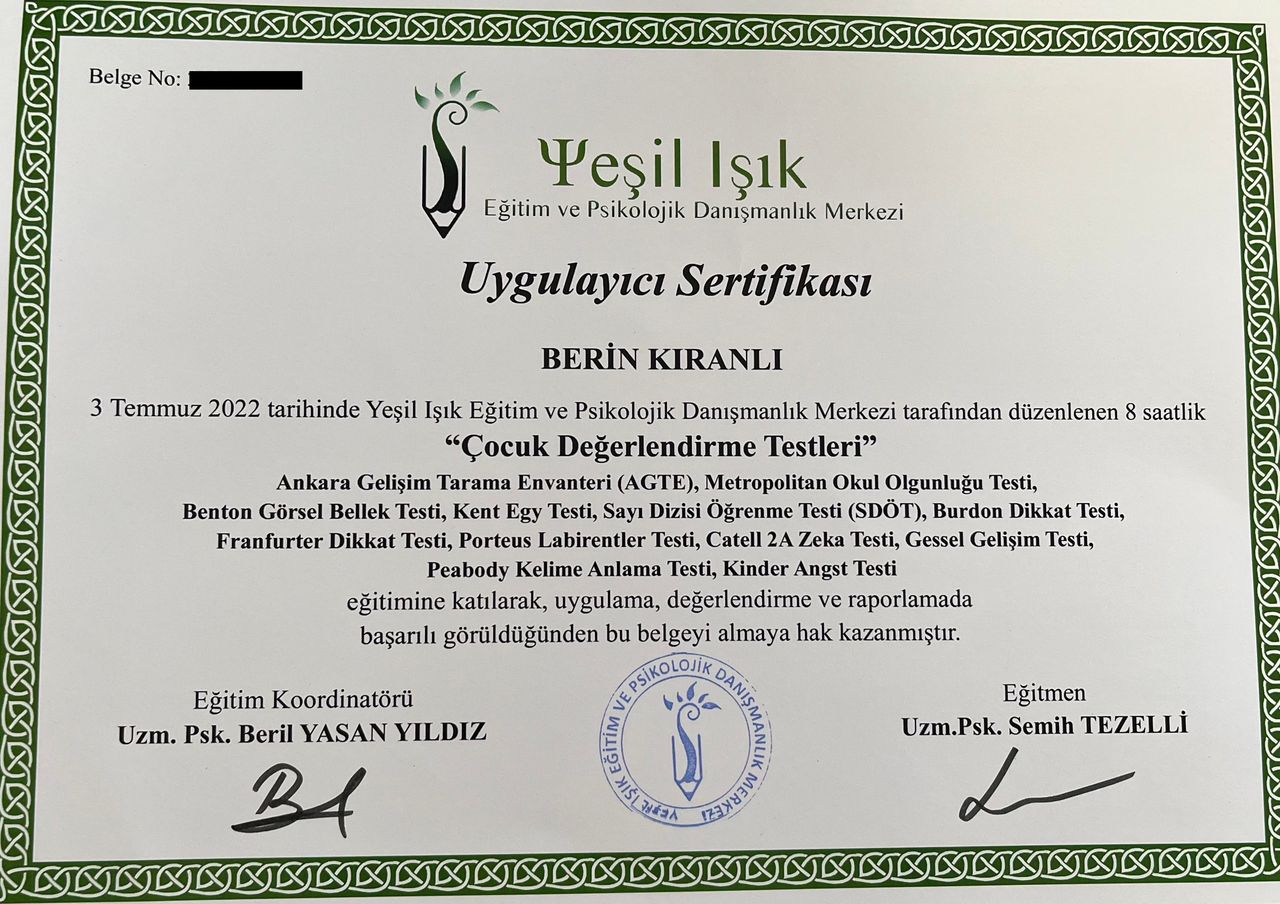 Belge No:
Yeşil Işık
Eğitim ve Psikolojik Danışmanlık Merkezi
Uygulayıcı Sertifikası
BERİN KIRANLI
3 Temmuz 2022 tarihinde Yeşil Işık Eğitim ve Psikolojik Danışmanlık Merkezi tarafından düzenlenen 8 saatlik
“Çocuk Değerlendirme Testleri”
Ankara Gelişim Tarama Envanteri (AGTE), Metropolitan Okul Olgunluğu Testi,
Benton Görsel Bellek Testi, Kent Egy Testi, Sayı Dizisi Öğrenme Testi (SDÖT), Burdon Dikkat Testi,
Franfurter Dikkat Testi, Porteus Labirentler Testi, Catell 2A Zeka Testi, Gessel Gelişim Testi,
Peabody Kelime Anlama Testi, Kinder Angst Testi
eğitimine katılarak, uygulama, değerlendirme ve raporlamada
başarılı görüldüğünden bu belgeyi almaya hak kazanmıştır.
Eğitim Koordinatörü
Uzm. Psk. Beril YASAN YILDIZ
YEŞİL IŞIK EĞİTİM VE PSİKOLOJİK DANIŞMANLIK MERKEZİ
Eğitmen
Uzm.Psk. Semih TEZELLİ